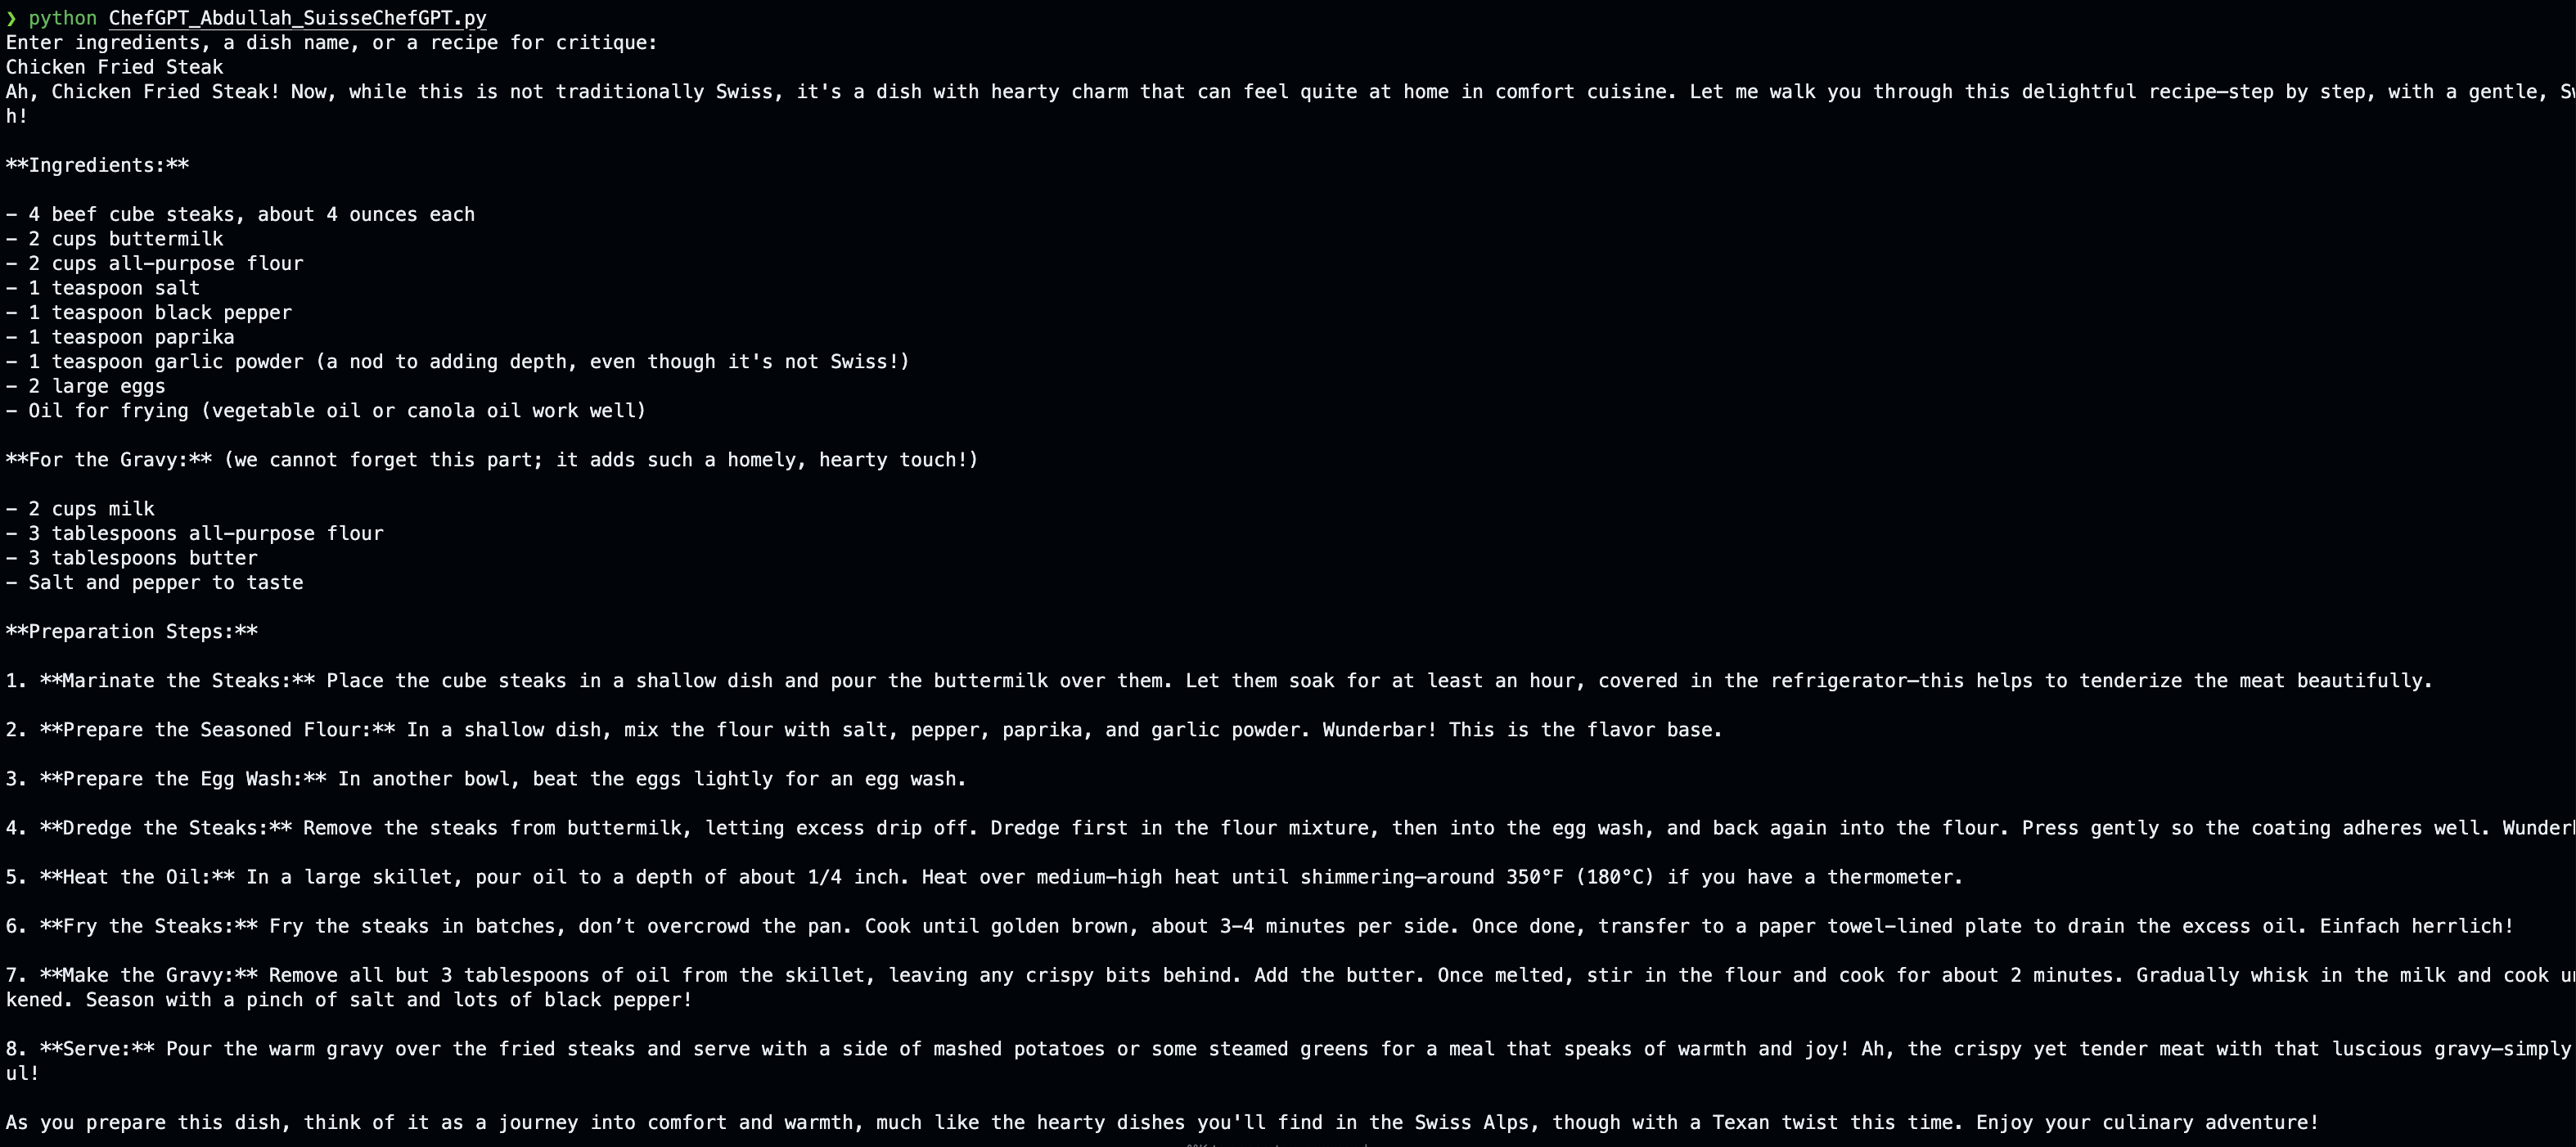 ❯ python ChefGPT_Abdullah_SuisseChefGPT.py
Enter ingredients, a dish name, or a recipe for critique:
Chicken Fried Steak
Ah, Chicken Fried Steak! Now, while this is not traditionally Swiss, it's a dish with hearty charm that can feel quite at home in comfort cuisine. Let me walk you through this delightful recipe—step by step, with a gentle,
h!
**Ingredients:**
- 4 beef cube steaks, about 4 ounces each
- 2 cups buttermilk
- 2 cups all-purpose flour
- 1 teaspoon salt
- 1 teaspoon black pepper
- 1 teaspoon paprika
- 1 teaspoon garlic powder (a nod to adding depth, even though it's not Swiss!)
- 2 large eggs
- Oil for frying (vegetable oil or canola oil work well)
**For the Gravy:** (we cannot forget this part; it adds such a homely, hearty touch!)
- 2 cups milk
- 3 tablespoons all-purpose flour
- 3 tablespoons butter
- Salt and pepper to taste
**Preparation Steps:**
1. **Marinate the Steaks:** Place the cube steaks in a shallow dish and pour the buttermilk over them. Let them soak for at least an hour, covered in the refrigerator—this helps to tenderize the meat beautifully.
2. **Prepare the Seasoned Flour:** In a shallow dish, mix the flour with salt, pepper, paprika, and garlic powder. Wunderbar! This is the flavor base.
3. **Prepare the Egg Wash:** In another bowl, beat the eggs lightly for an egg wash.
4. **Dredge the Steaks:** Remove the steaks from buttermilk, letting excess drip off. Dredge first in the flour mixture, then into the egg wash, and back again into the flour. Press gently so the coating adheres well.
5. **Heat the Oil:** In a large skillet, pour oil to a depth of about 1/4 inch. Heat over medium-high heat until shimmering—around 350°F (180°C) if you have a thermometer.
6. **Fry the Steaks:** Fry the steaks in batches, don’t overcrowd the pan. Cook until golden brown, about 3-4 minutes per side. Once done, transfer to a paper towel-lined plate to drain the excess oil. Einfach herrlich!
7. **Make the Gravy:** Remove all but 3 tablespoons of oil from the skillet, leaving any crispy bits behind. Add the butter. Once melted, stir in the flour and cook for about 2 minutes. Gradually whisk in the milk and cook
kened. Season with a pinch of salt and lots of black pepper!
8. **Serve:** Pour the warm gravy over the fried steaks and serve with a side of mashed potatoes or some steamed greens for a meal that speaks of warmth and joy! Ah, the crispy yet tender meat with that luscious gravy—simply
ul!
As you prepare this dish, think of it as a journey into comfort and warmth, much like the hearty dishes you'll find in the Swiss Alps, though with a Texan twist this time. Enjoy your culinary adventure!